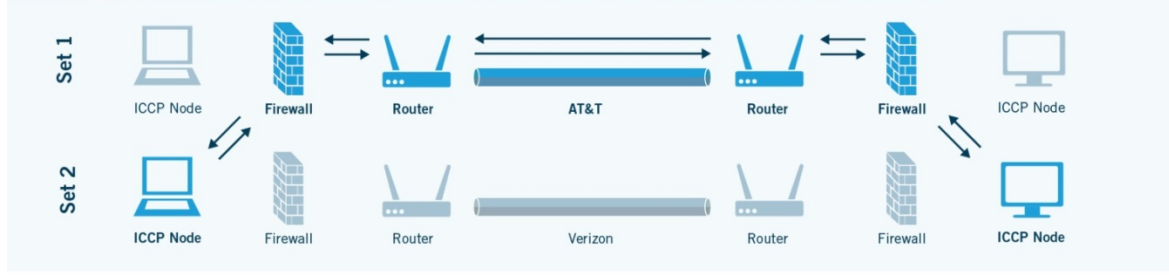 Set 1
ICCP Node
Firewall
Router
AT&T
Router
Firewall
ICCP Node
Set 2
ICCP Node
Firewall
Router
Verizon
Router
Firewall
ICCP Node